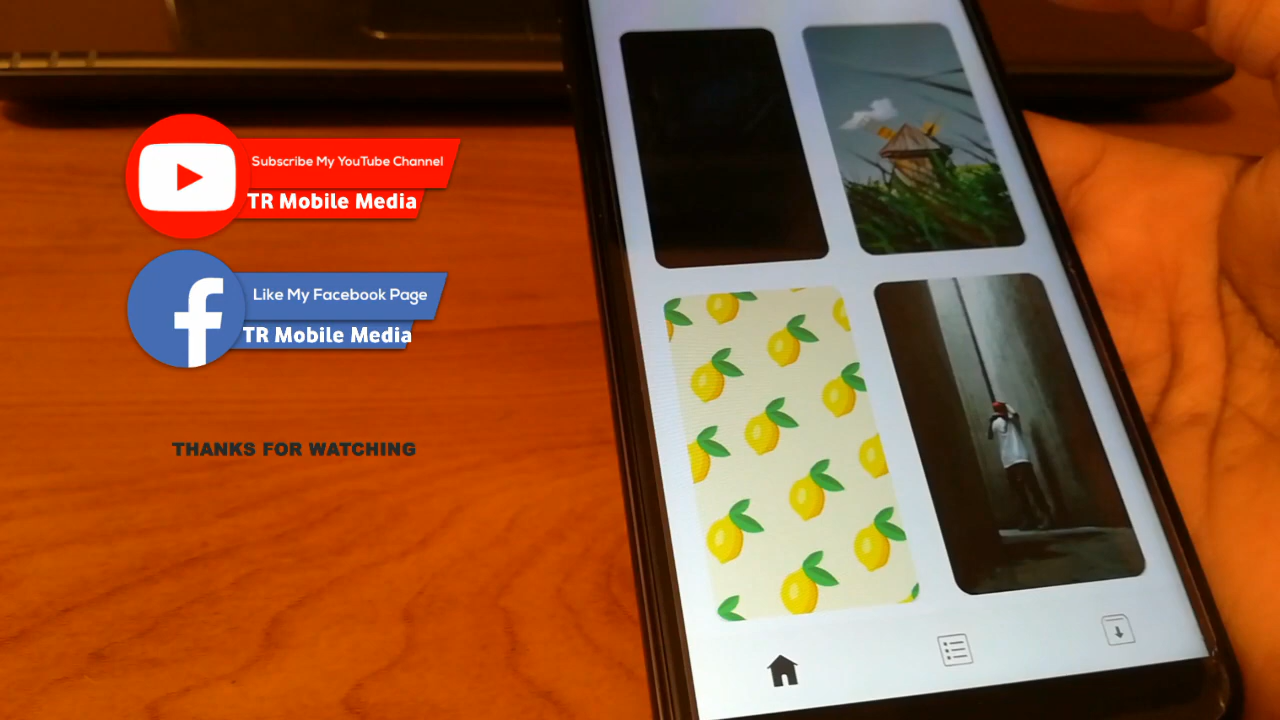 Subscribe My YouTube Channel
TR Mobile Media
Like My Facebook Page
TR Mobile Media
THANKS FOR WATCHING